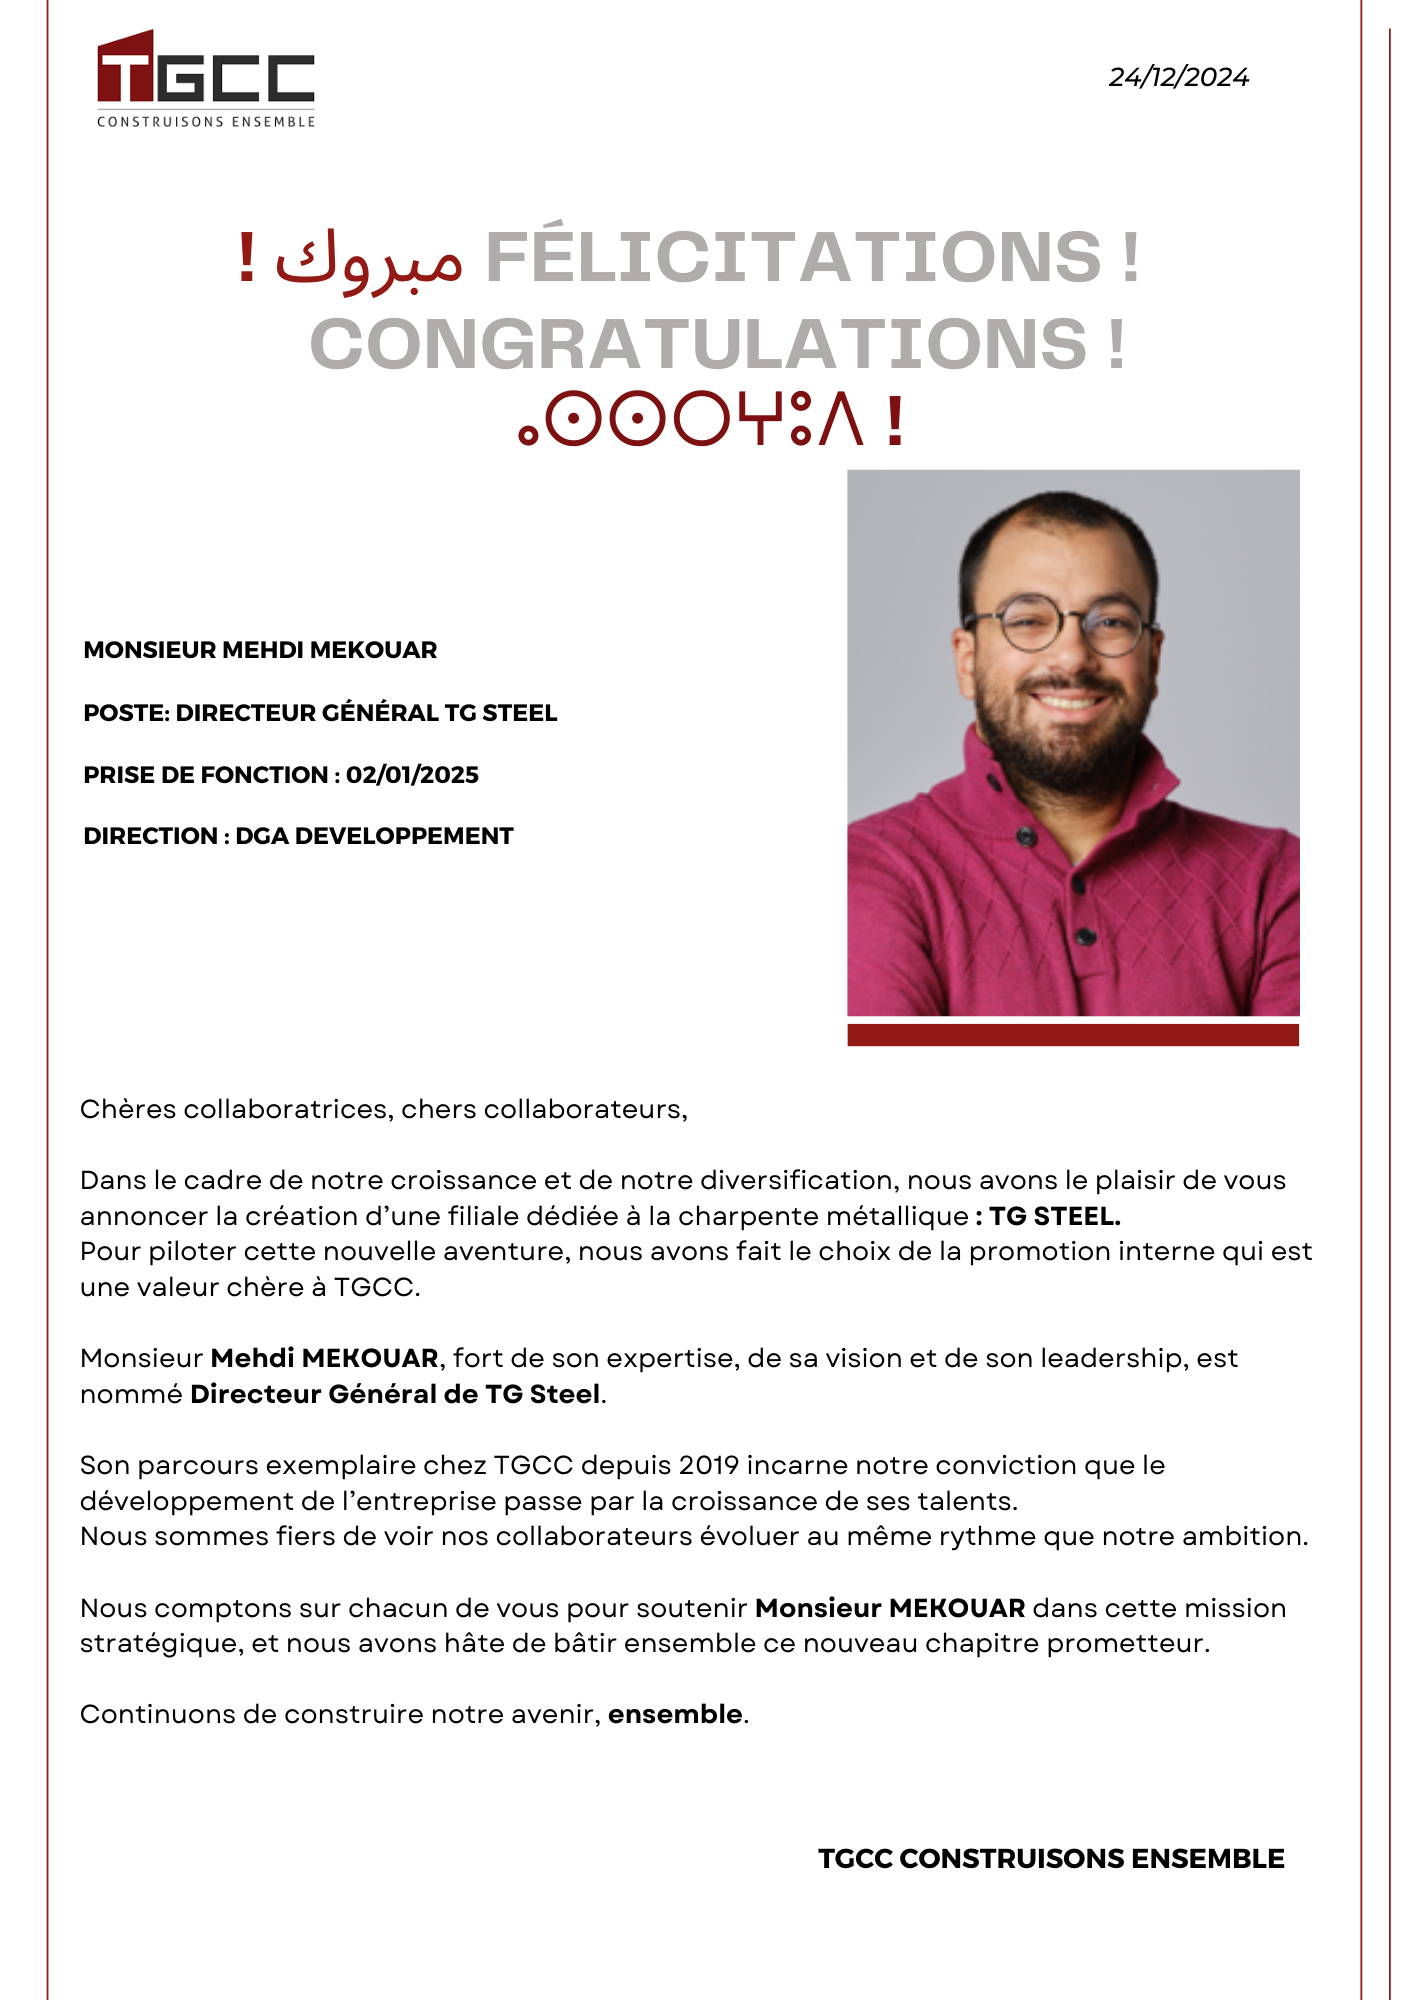 TGCC
CONSTRUISONS ENSEMBLE
24/12/2024
! مبروك FÉLICITATIONS !
CONGRATULATIONS !
ⴰⵙⵙⵔⵖⵓⴷ !
MONSIEUR MEHDI MEKOUAR
POSTE: DIRECTEUR GÉNÉRAL TG STEEL
PRISE DE FONCTION : 02/01/2025
DIRECTION : DGA DEVELOPPEMENT
Chères collaboratrices, chers collaborateurs,
Dans le cadre de notre croissance et de notre diversification, nous avons le plaisir de vous
annoncer la création d’une filiale dédiée à la charpente métallique : TG STEEL.
Pour piloter cette nouvelle aventure, nous avons fait le choix de la promotion interne qui est
une valeur chère à TGCC.
Monsieur Mehdi MEKOUAR, fort de son expertise, de sa vision et de son leadership, est
nommé Directeur Général de TG Steel.
Son parcours exemplaire chez TGCC depuis 2019 incarne notre conviction que le
développement de l’entreprise passe par la croissance de ses talents.
Nous sommes fiers de voir nos collaborateurs évoluer au même rythme que notre ambition.
Nous comptons sur chacun de vous pour soutenir Monsieur MEKOUAR dans cette mission
stratégique, et nous avons hâte de bâtir ensemble ce nouveau chapitre prometteur.
Continuons de construire notre avenir, ensemble.
TGCC CONSTRUISONS ENSEMBLE